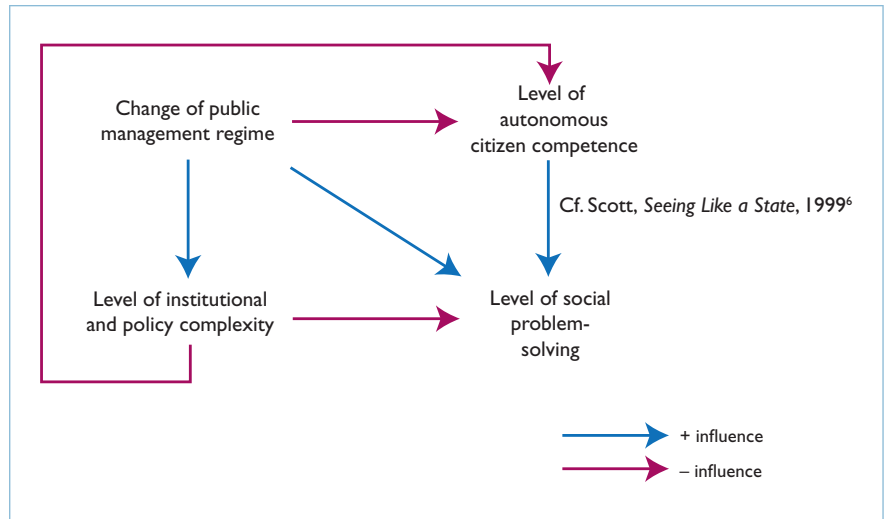 Change of public
management regime
Level of
autonomous
citizen competence
Cf. Scott, Seeing Like a State, 1999⁶
Level of institutional
and policy complexity
Level of social
problem-
solving
+ influence
– influence